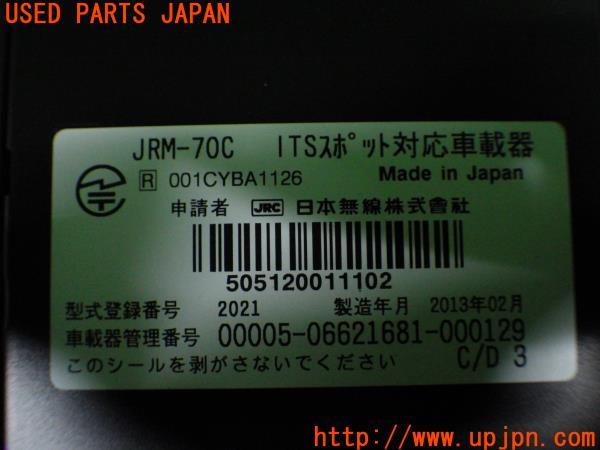 USED PARTS JAPAN
JRM-70C ITSスポット対応車載器
R 001CYBA1126 Made in Japan
申請者 JRC 日本無線株式會社
505120011102
型式登録番号 2021 製造年月 2013年02月
車載器管理番号 00005-06621681-000129
このシールを剥がさないでください C/D 3
http://www.upjpn.com/